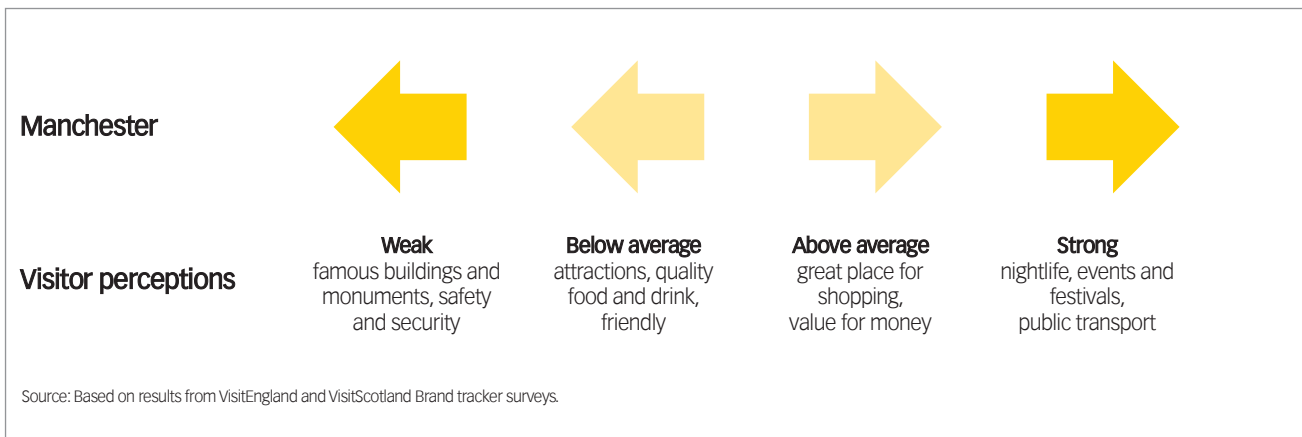 Manchester
Visitor perceptions
Weak
famous buildings and
monuments, safety
and security
Below average
attractions, quality
food and drink,
friendly
Above average
great place for
shopping,
value for money
Strong
nightlife, events and
festivals,
public transport
Source: Based on results from VisitEngland and VisitScotland Brand tracker surveys.